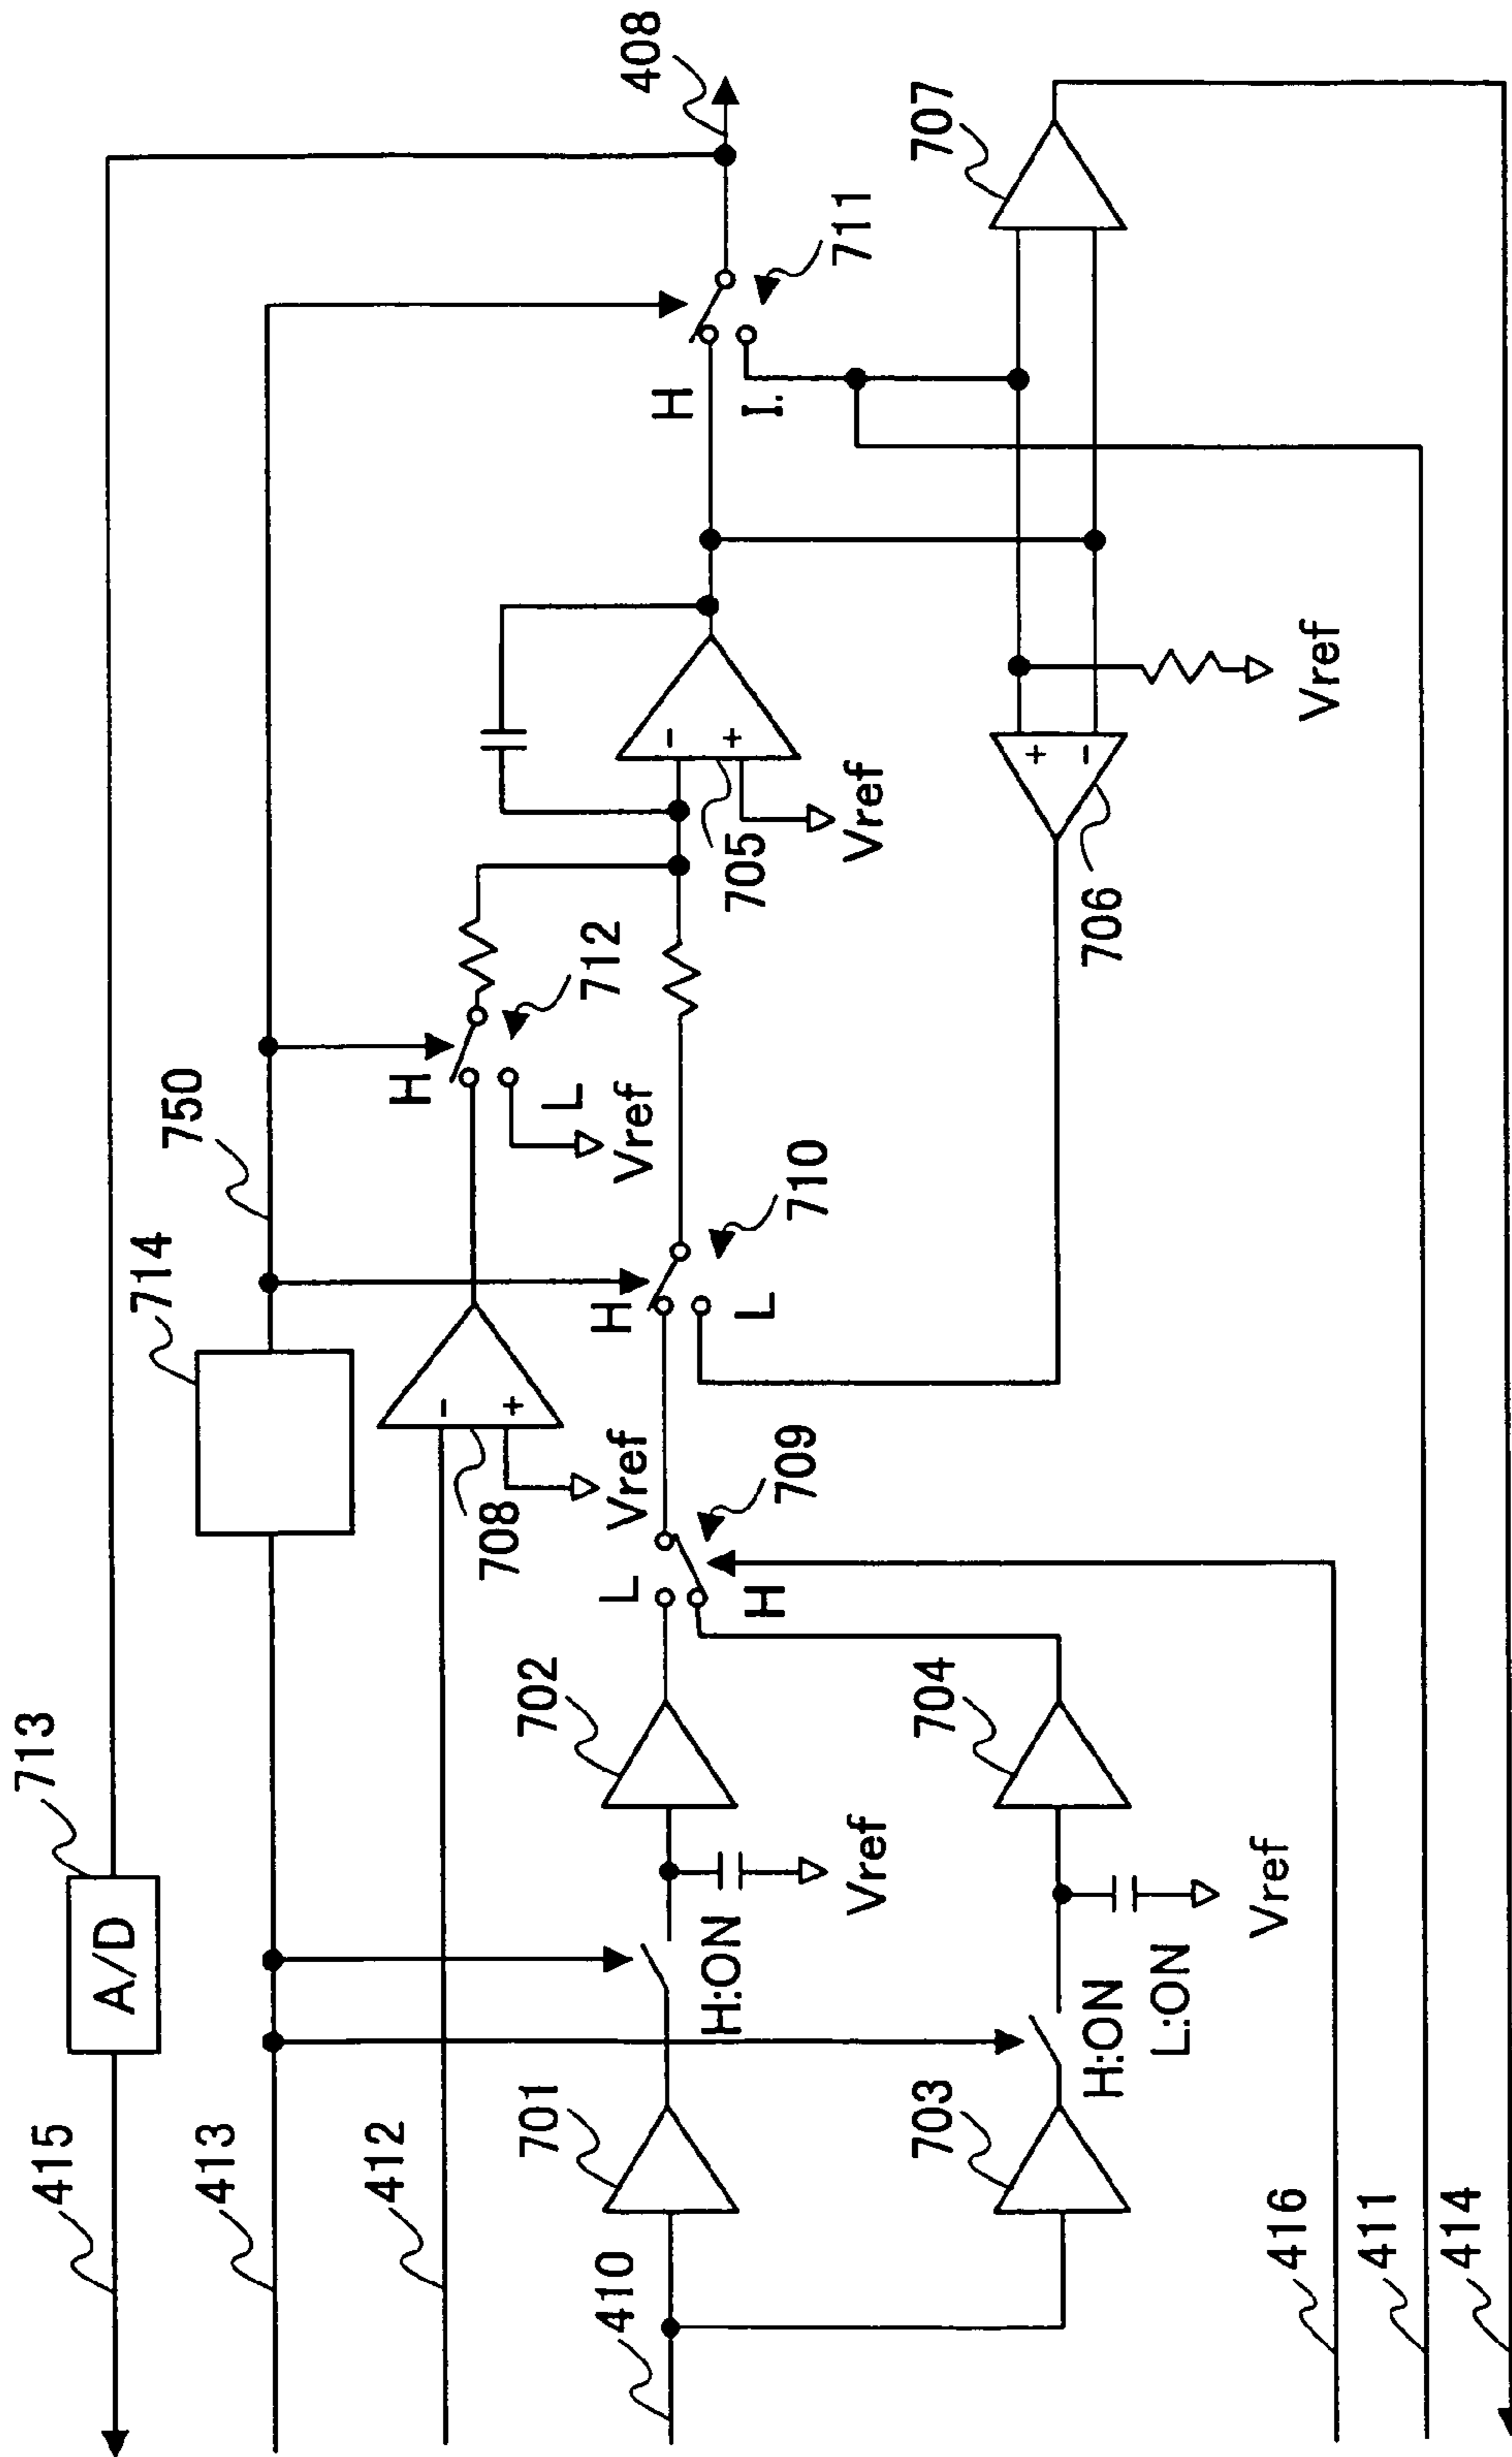 415
713
A/D
413
714
750
412
708
Vref
H
L
Vref
712
408
410
701
H:ON
702
Vref
L
H
709
H
L
710
705
Vref
H
I.
711
703
H:ON
L:ON
704
Vref
706
Vref
707
416
411
414